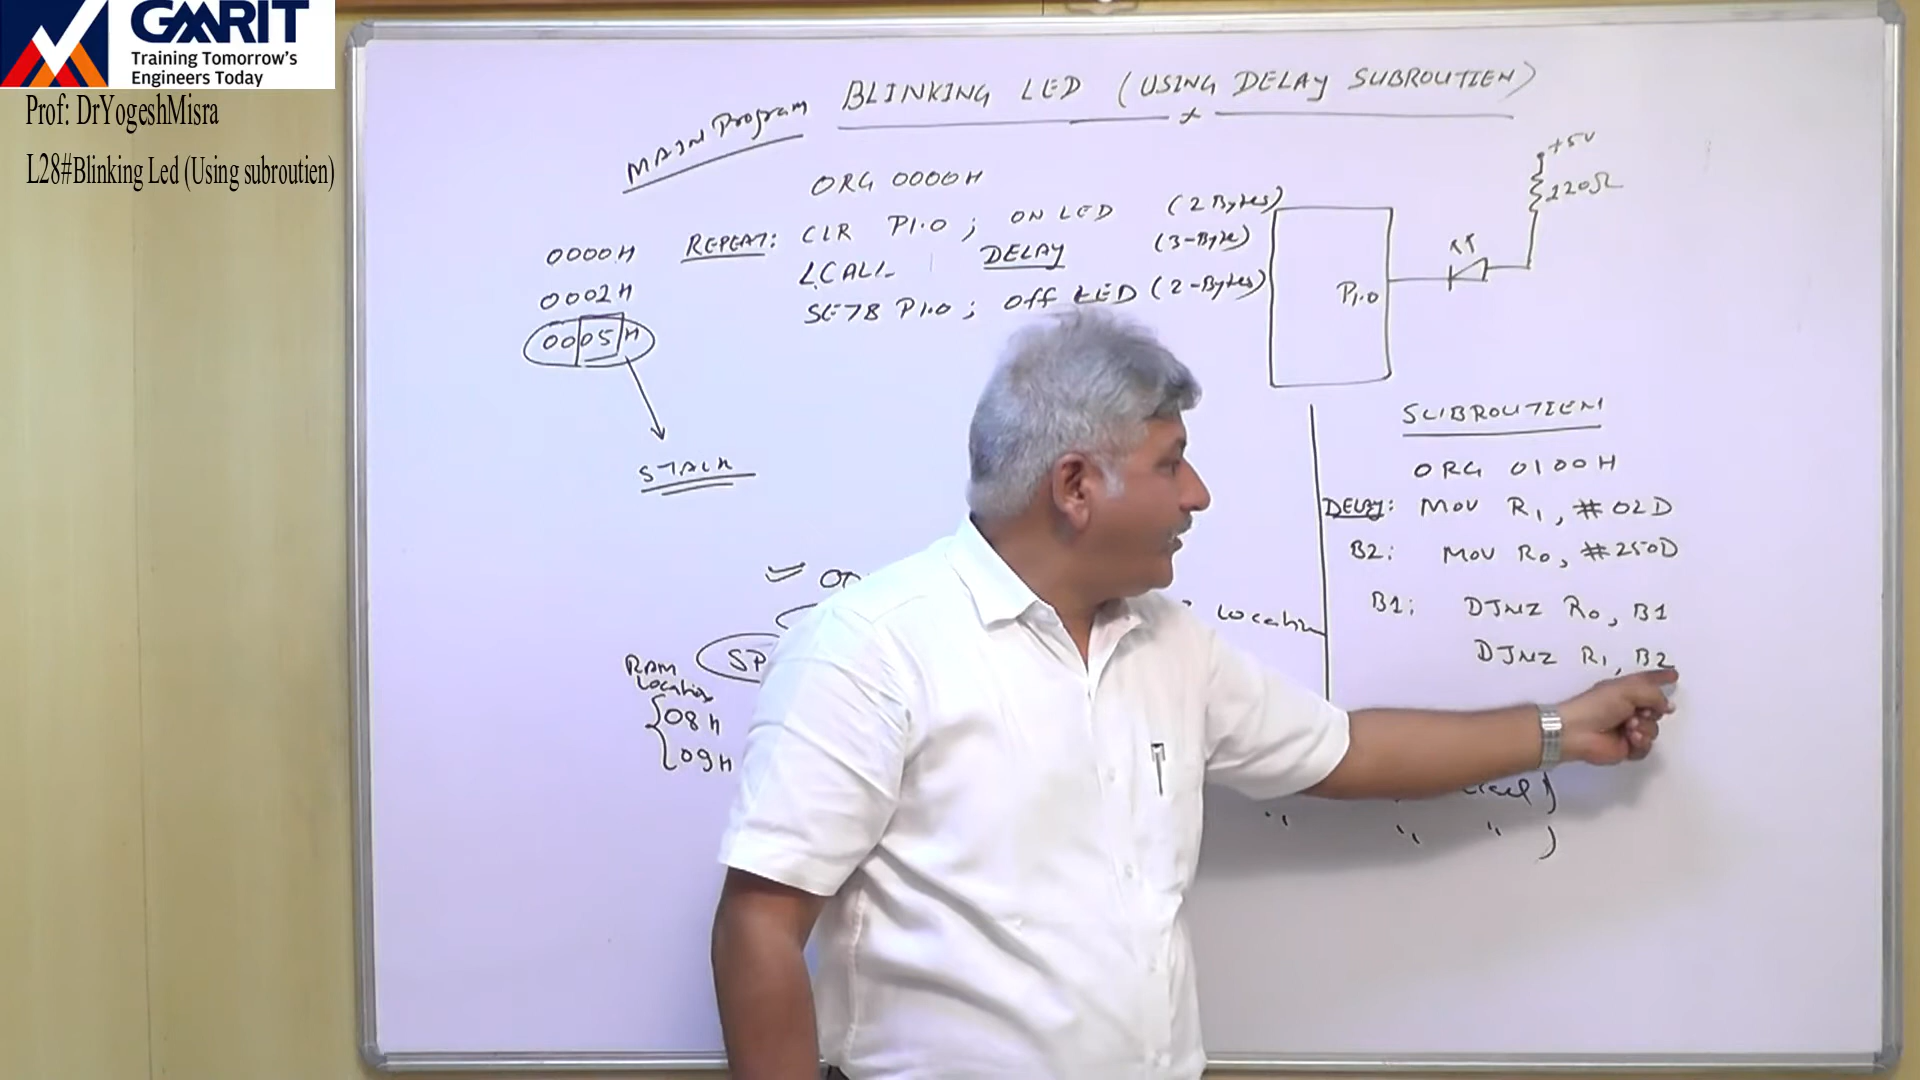 GMRIT
Training Tomorrow's
Engineers Today
Prof: DrYogeshMisra
L28#Blinking Led (Using subroutien)
BLINKING LED (USING DELAY SUBROUTIEN)
MAIN Program
ORG 0000H
0000H REPEAT: CLR P1.0 ; ON LED (2 Bytes)
0002H LCALL DELAY (3-Byte)
0005H SETB P1.0 ; Off LED (2-Bytes)
STACK
+5V
220Ω
P1.0
SUBROUTIEN
ORG 0100H
DELAY: MOV R1, #02D
B2: MOV R0, #250D
B1: DJNZ R0, B1
DJNZ R1, B2
Location
SP
RAM
Location
08H
09H